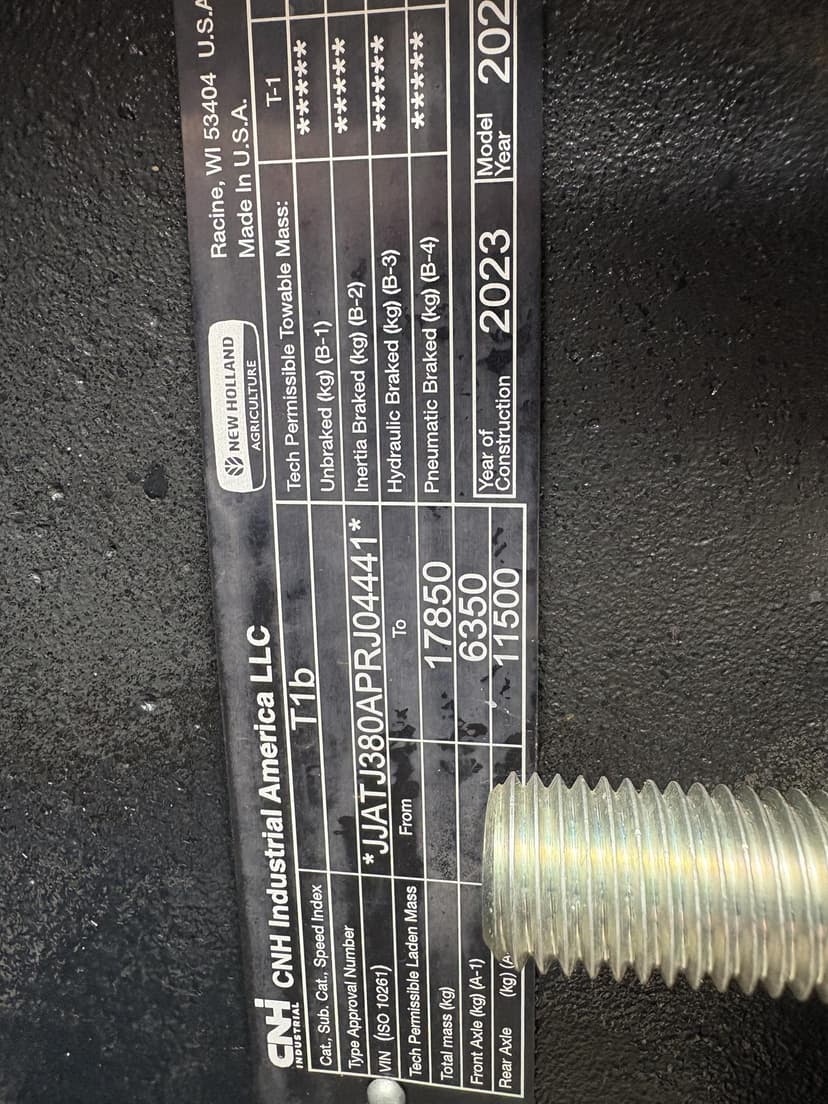 CNH INDUSTRIAL CNH Industrial America LLC
NEW HOLLAND
AGRICULTURE
Racine, WI 53404 U.S.A
Made In U.S.A.
Cat., Sub. Cat., Speed Index T1b
Type Approval Number
VIN (ISO 10261) *JJATJ380APRJ04441*
Tech Permissible Laden Mass From To
Total mass (kg) 17850
Front Axle (kg) (A-1) 6350
Rear Axle (kg) (A 11500
Tech Permissible Towable Mass: T-1
Unbraked (kg) (B-1) *****
Inertia Braked (kg) (B-2) *****
Hydraulic Braked (kg) (B-3) *****
Pneumatic Braked (kg) (B-4) *****
Year of Construction 2023 Model Year 202